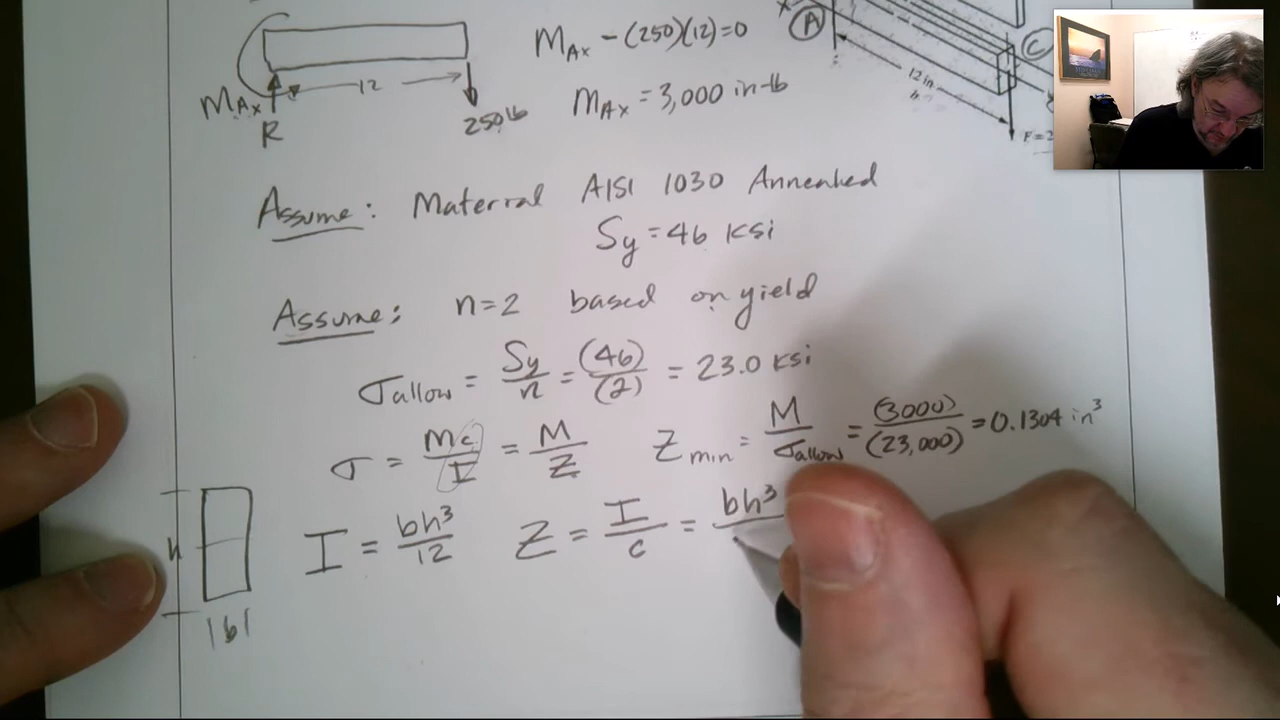 M_Ax - (250)(12) = 0
A
C
12
12 in
M_Ax
R
250 lb
M_Ax = 3,000 in-lb
Assume: Material AISI 1030 Annealed
Sy = 46 ksi
Assume: n=2 based on yield
σ_allow = Sy/n = (46)/(2) = 23.0 ksi
σ = Mc/I = M/Z Z_min = M/σ_allow = (3000)/(23,000) = 0.1304 in³
I = bh³/12 Z = I/c = bh³
h
b